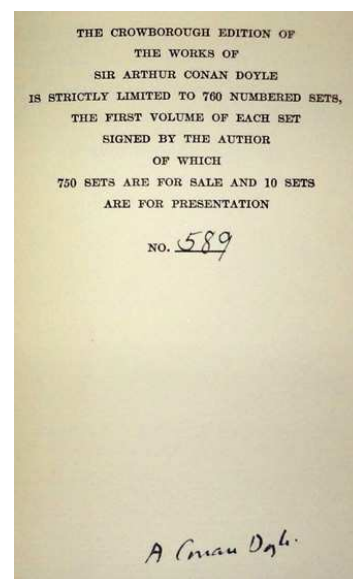 THE CROWBOROUGH EDITION OF
THE WORKS OF
SIR ARTHUR CONAN DOYLE
IS STRICTLY LIMITED TO 760 NUMBERED SETS,
THE FIRST VOLUME OF EACH SET
SIGNED BY THE AUTHOR
OF WHICH
750 SETS ARE FOR SALE AND 10 SETS
ARE FOR PRESENTATION
NO. 589
A Conan Doyle.